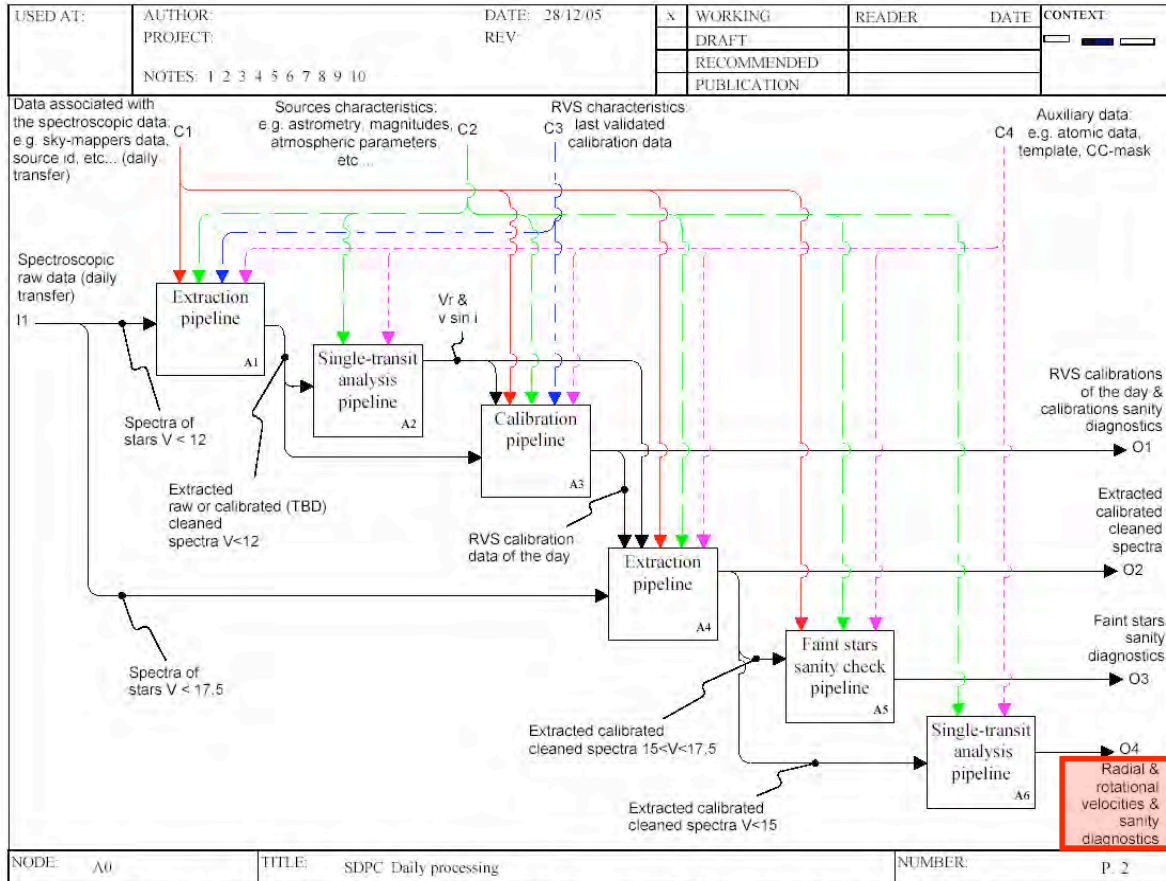 USED AT:
AUTHOR:
DATE: 28/12/05
PROJECT:
REV:
NOTES: 1 2 3 4 5 6 7 8 9 10
x WORKING
DRAFT
RECOMMENDED
PUBLICATION
READER DATE
CONTEXT:
Data associated with
the spectroscopic data:
e.g. sky-mappers data,
source id, etc... (daily
transfer)
C1
Sources characteristics:
e.g. astrometry, magnitudes,
atmospheric parameters,
etc ...
C2
RVS characteristics:
last validated
calibration data
C3
Auxiliary data:
e.g. atomic data,
template, CC-mask
C4
Spectroscopic
raw data (daily
transfer)
I1
Extraction
pipeline
A1
Spectra of
stars V < 12
Single-transit
analysis
pipeline
A2
Vr &
v sin i
Calibration
pipeline
A3
Extracted
raw or calibrated (TBD)
cleaned
spectra V<12
RVS calibration
data of the day
RVS calibrations
of the day &
calibrations sanity
diagnostics
O1
Extraction
pipeline
A4
Extracted
calibrated
cleaned
spectra
O2
Spectra of
stars V < 17.5
Faint stars
sanity check
pipeline
A5
Faint stars
sanity
diagnostics
O3
Extracted calibrated
cleaned spectra 15<V<17.5
Single-transit
analysis
pipeline
A6
Extracted calibrated
cleaned spectra V<15
O4
Radial &
rotational
velocities &
sanity
diagnostics
NODE: A0
TITLE: SDPC Daily processing
NUMBER: P. 2